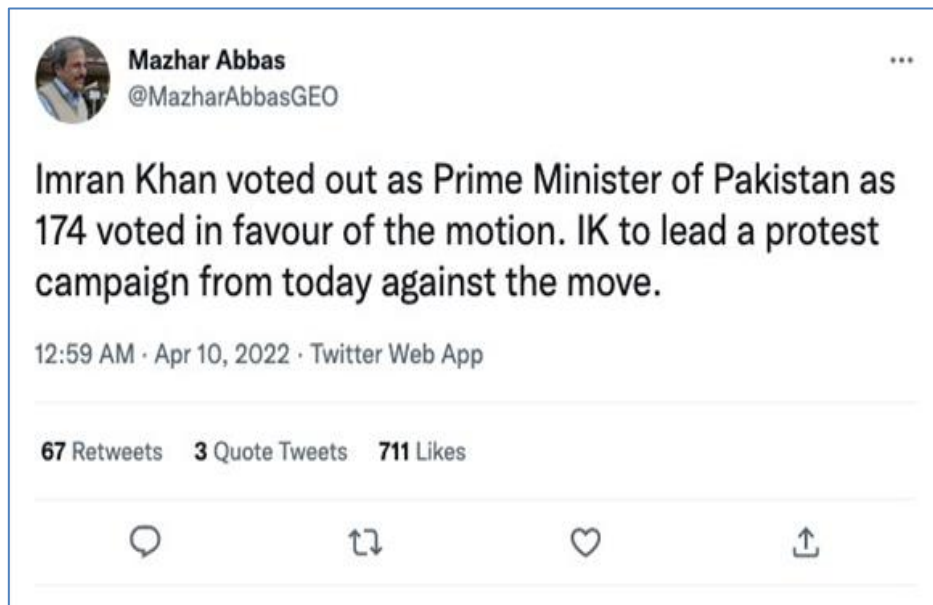 Mazhar Abbas
@MazharAbbasGEO
Imran Khan voted out as Prime Minister of Pakistan as
174 voted in favour of the motion. IK to lead a protest
campaign from today against the move.
12:59 AM · Apr 10, 2022 · Twitter Web App
67 Retweets 3 Quote Tweets 711 Likes